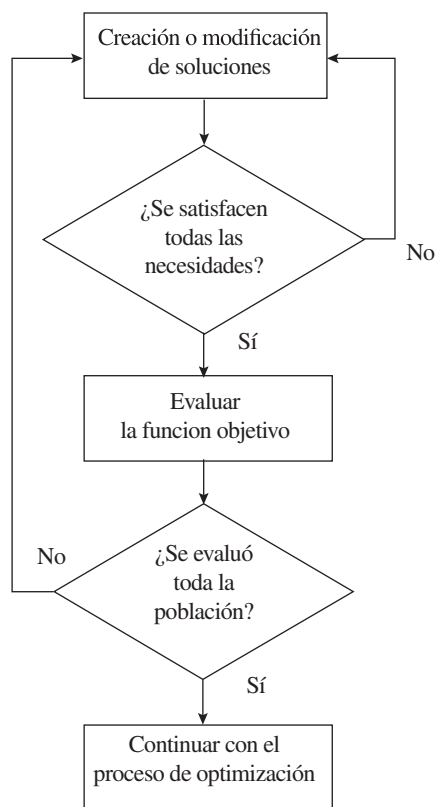 Creación o modificación
de soluciones
¿Se satisfacen
todas las
necesidades?
No
Sí
Evaluar
la funcion objetivo
No
¿Se evaluó
toda la
población?
Sí
Continuar con el
proceso de optimización